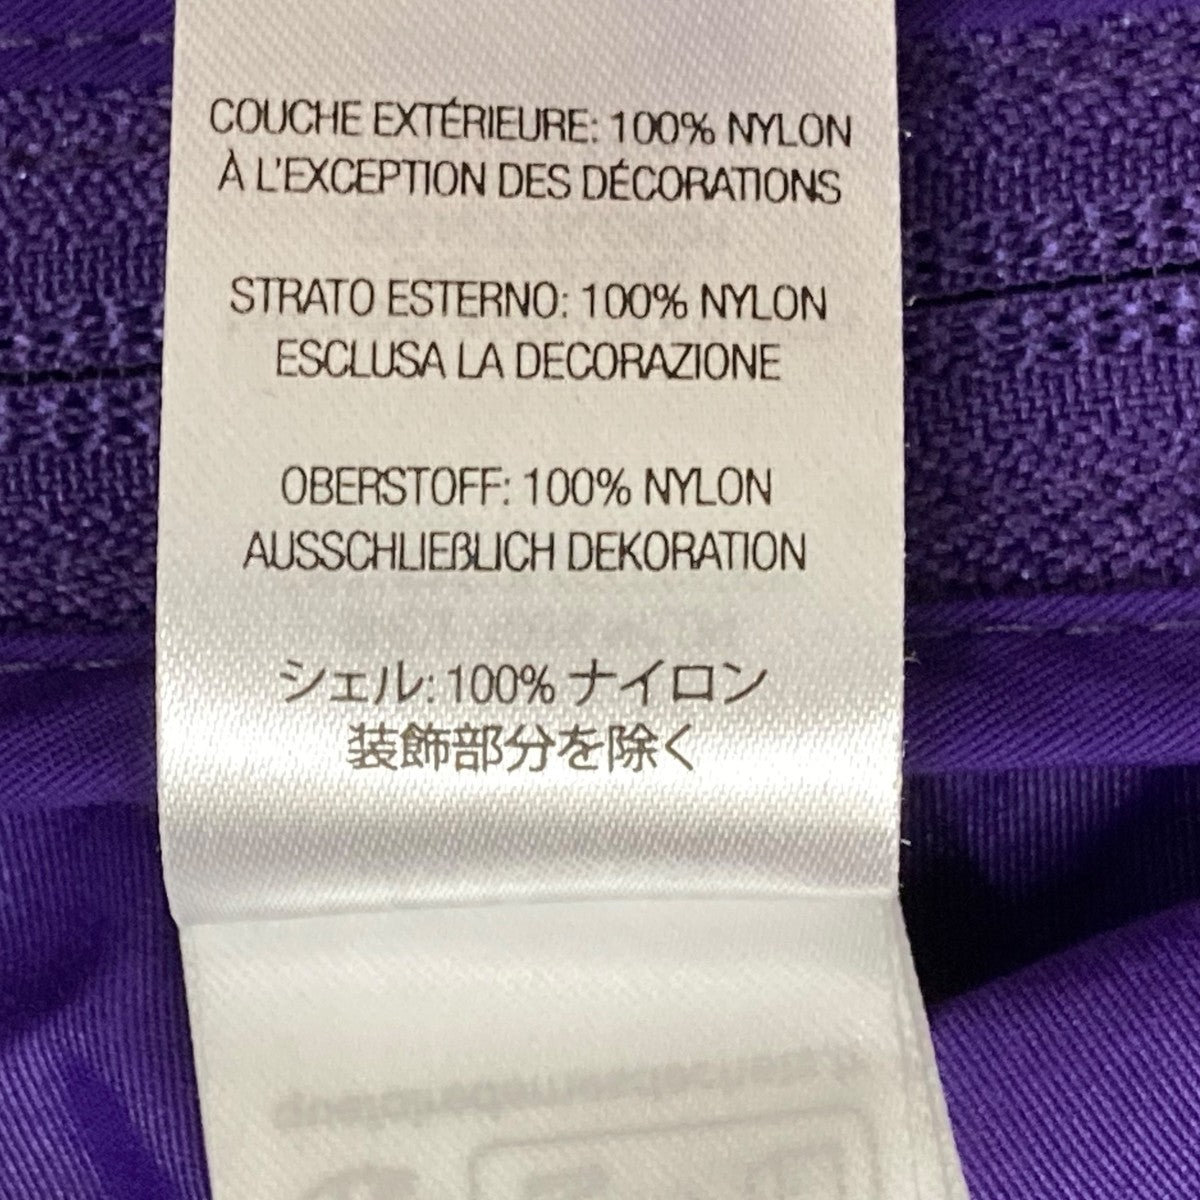 COUCHE EXTÉRIEURE: 100% NYLON
À L'EXCEPTION DES DÉCORATIONS
STRATO ESTERNO: 100% NYLON
ESCLUSA LA DECORAZIONE
OBERSTOFF: 100% NYLON
AUSSCHLIEßLICH DEKORATION
シェル: 100% ナイロン
装飾部分を除く